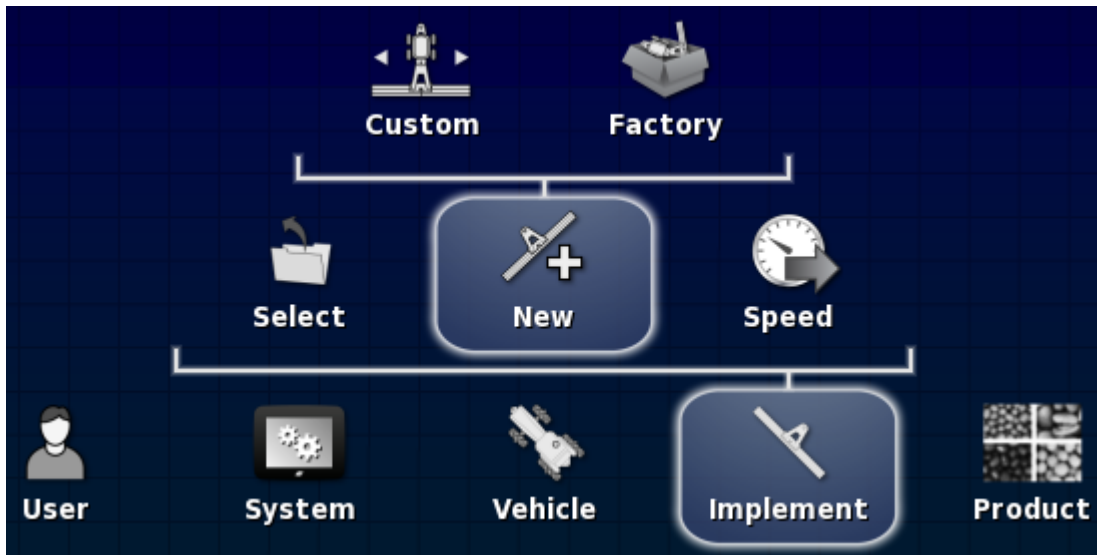 Custom
Factory
Select
New
Speed
User
System
Vehicle
Implement
Product